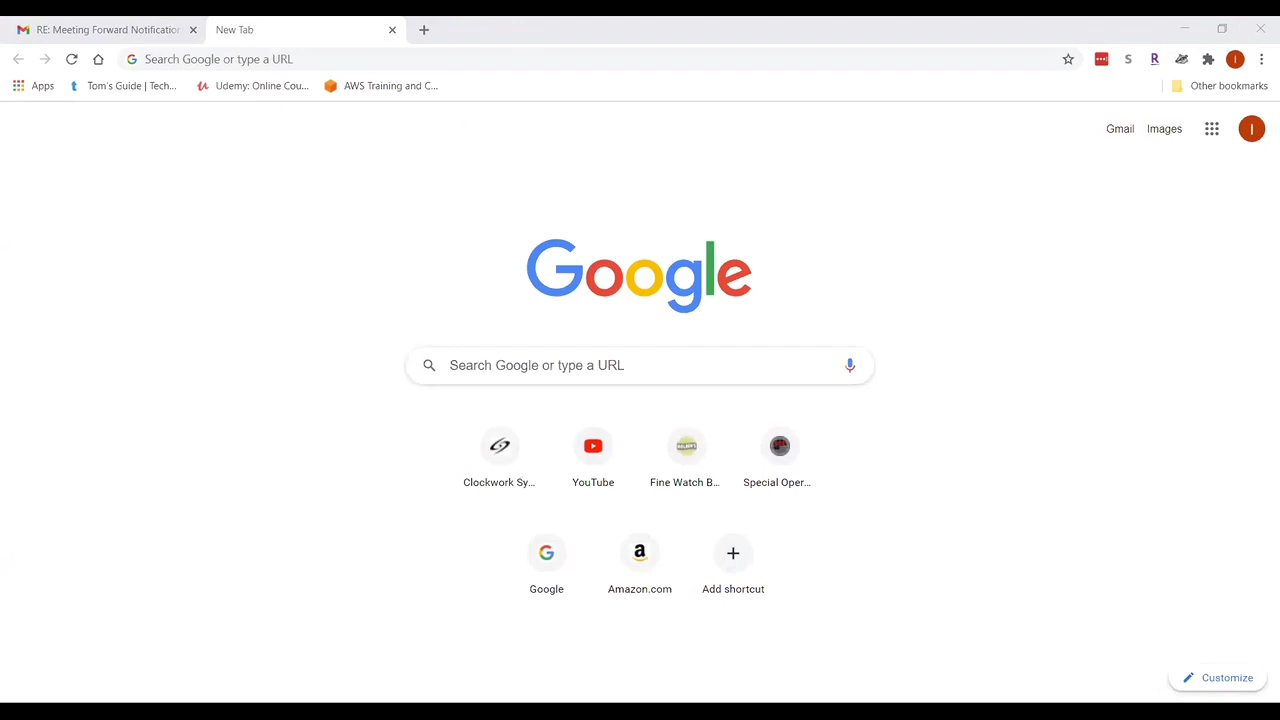 RE: Meeting Forward Notification
New Tab
Search Google or type a URL
Apps
Tom's Guide | Tech...
Udemy: Online Cou...
AWS Training and C...
Other bookmarks
Gmail
Images
I
Google
Search Google or type a URL
Clockwork Sy...
YouTube
Fine Watch B...
Special Oper...
Google
Amazon.com
Add shortcut
Customize